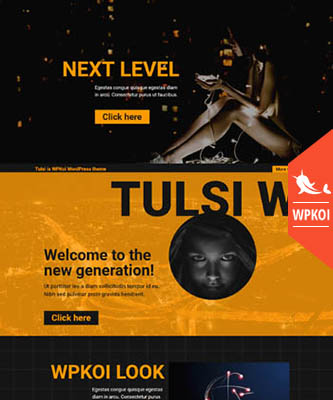 NEXT LEVEL
Egestas congue quisque egestas diam
in arcu. Consectetur purus ut faucibus.
Click here
Tulsi is WPKoi WordPress theme
More
TULSI W
WPKOI
Welcome to the
new generation!
Ut porttitor leo a diam sollicitudin tempor id eu.
Nibh sed pulvinar proin gravida hendrerit.
Click here
WPKOI LOOK
Egestas congue quisque egestas
diam in arcu. Consectetur purus